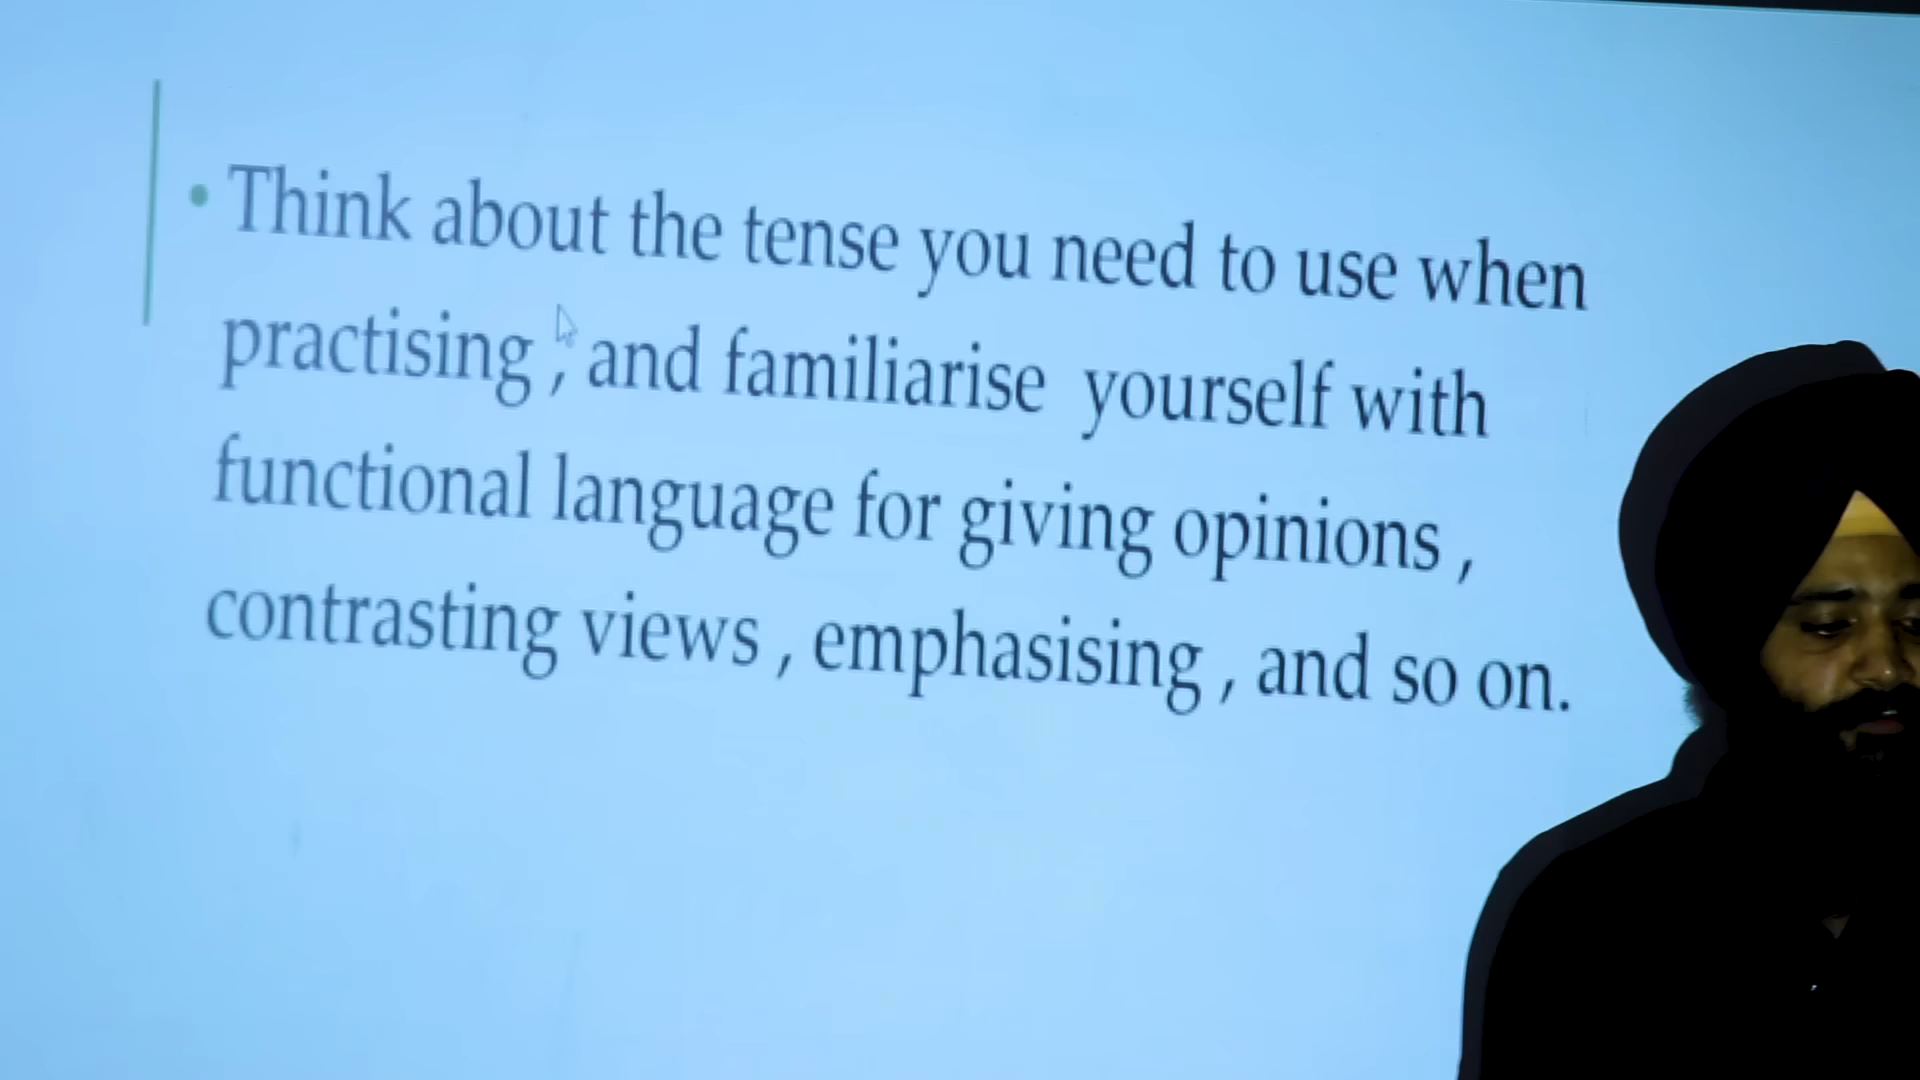 • Think about the tense you need to use when
practising , and familiarise yourself with
functional language for giving opinions ,
contrasting views , emphasising , and so on.